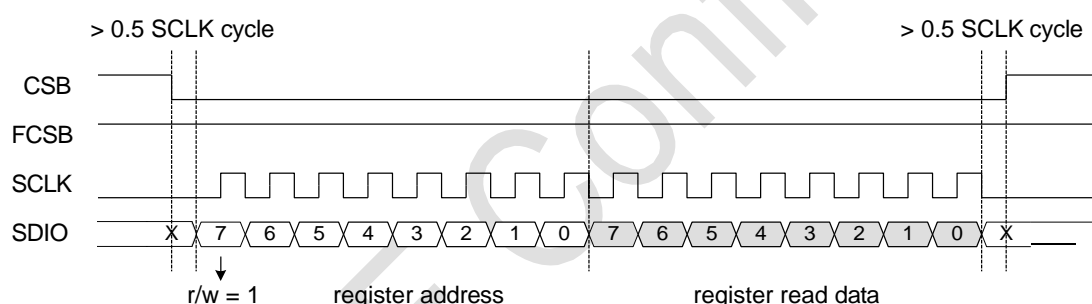 > 0.5 SCLK cycle > 0.5 SCLK cycle
CSB
FCSB
SCLK
SDIO X 7 6 5 4 3 2 1 0 7 6 5 4 3 2 1 0 X
r/w = 1 register address register read data